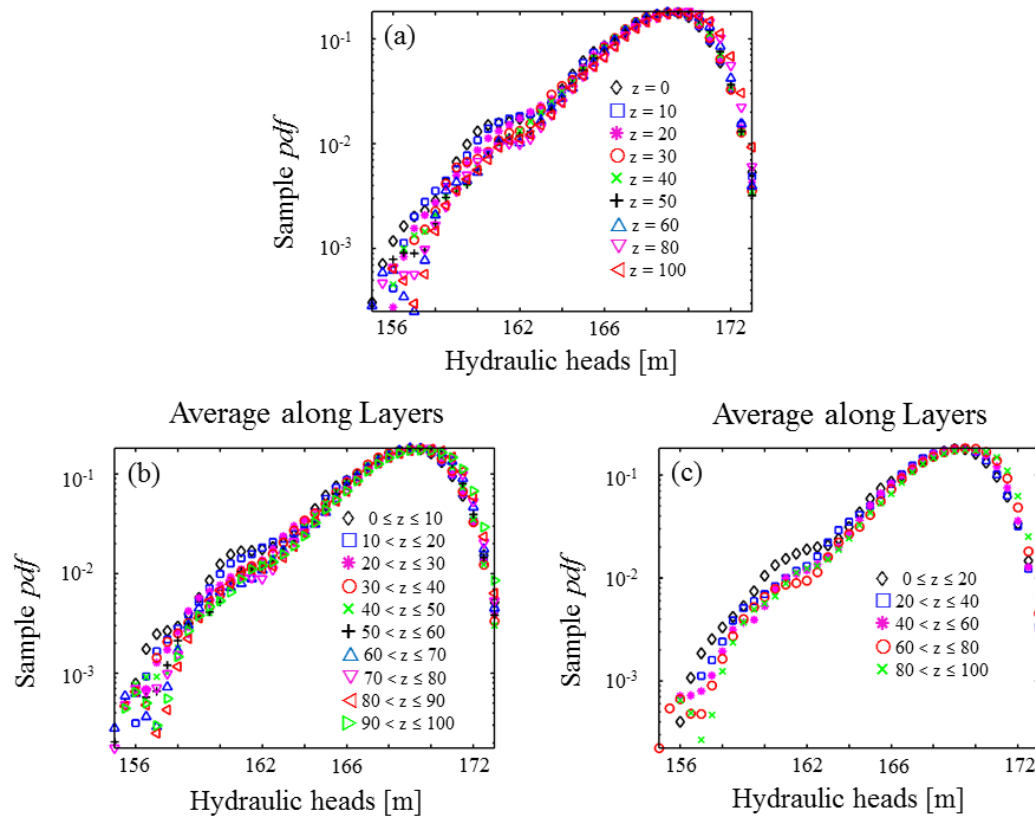 (a)
10⁻¹
10⁻²
10⁻³
Sample pdf
z = 0
z = 10
z = 20
z = 30
z = 40
z = 50
z = 60
z = 80
z = 100
156 162 166 172
Hydraulic heads [m]
Average along Layers
(b)
10⁻¹
10⁻²
10⁻³
Sample pdf
0 ≤ z ≤ 10
10 < z ≤ 20
20 < z ≤ 30
30 < z ≤ 40
40 < z ≤ 50
50 < z ≤ 60
60 < z ≤ 70
70 < z ≤ 80
80 < z ≤ 90
90 < z ≤ 100
156 162 166 172
Hydraulic heads [m]
Average along Layers
(c)
10⁻¹
10⁻²
10⁻³
Sample pdf
0 ≤ z ≤ 20
20 < z ≤ 40
40 < z ≤ 60
60 < z ≤ 80
80 < z ≤ 100
156 162 166 172
Hydraulic heads [m]